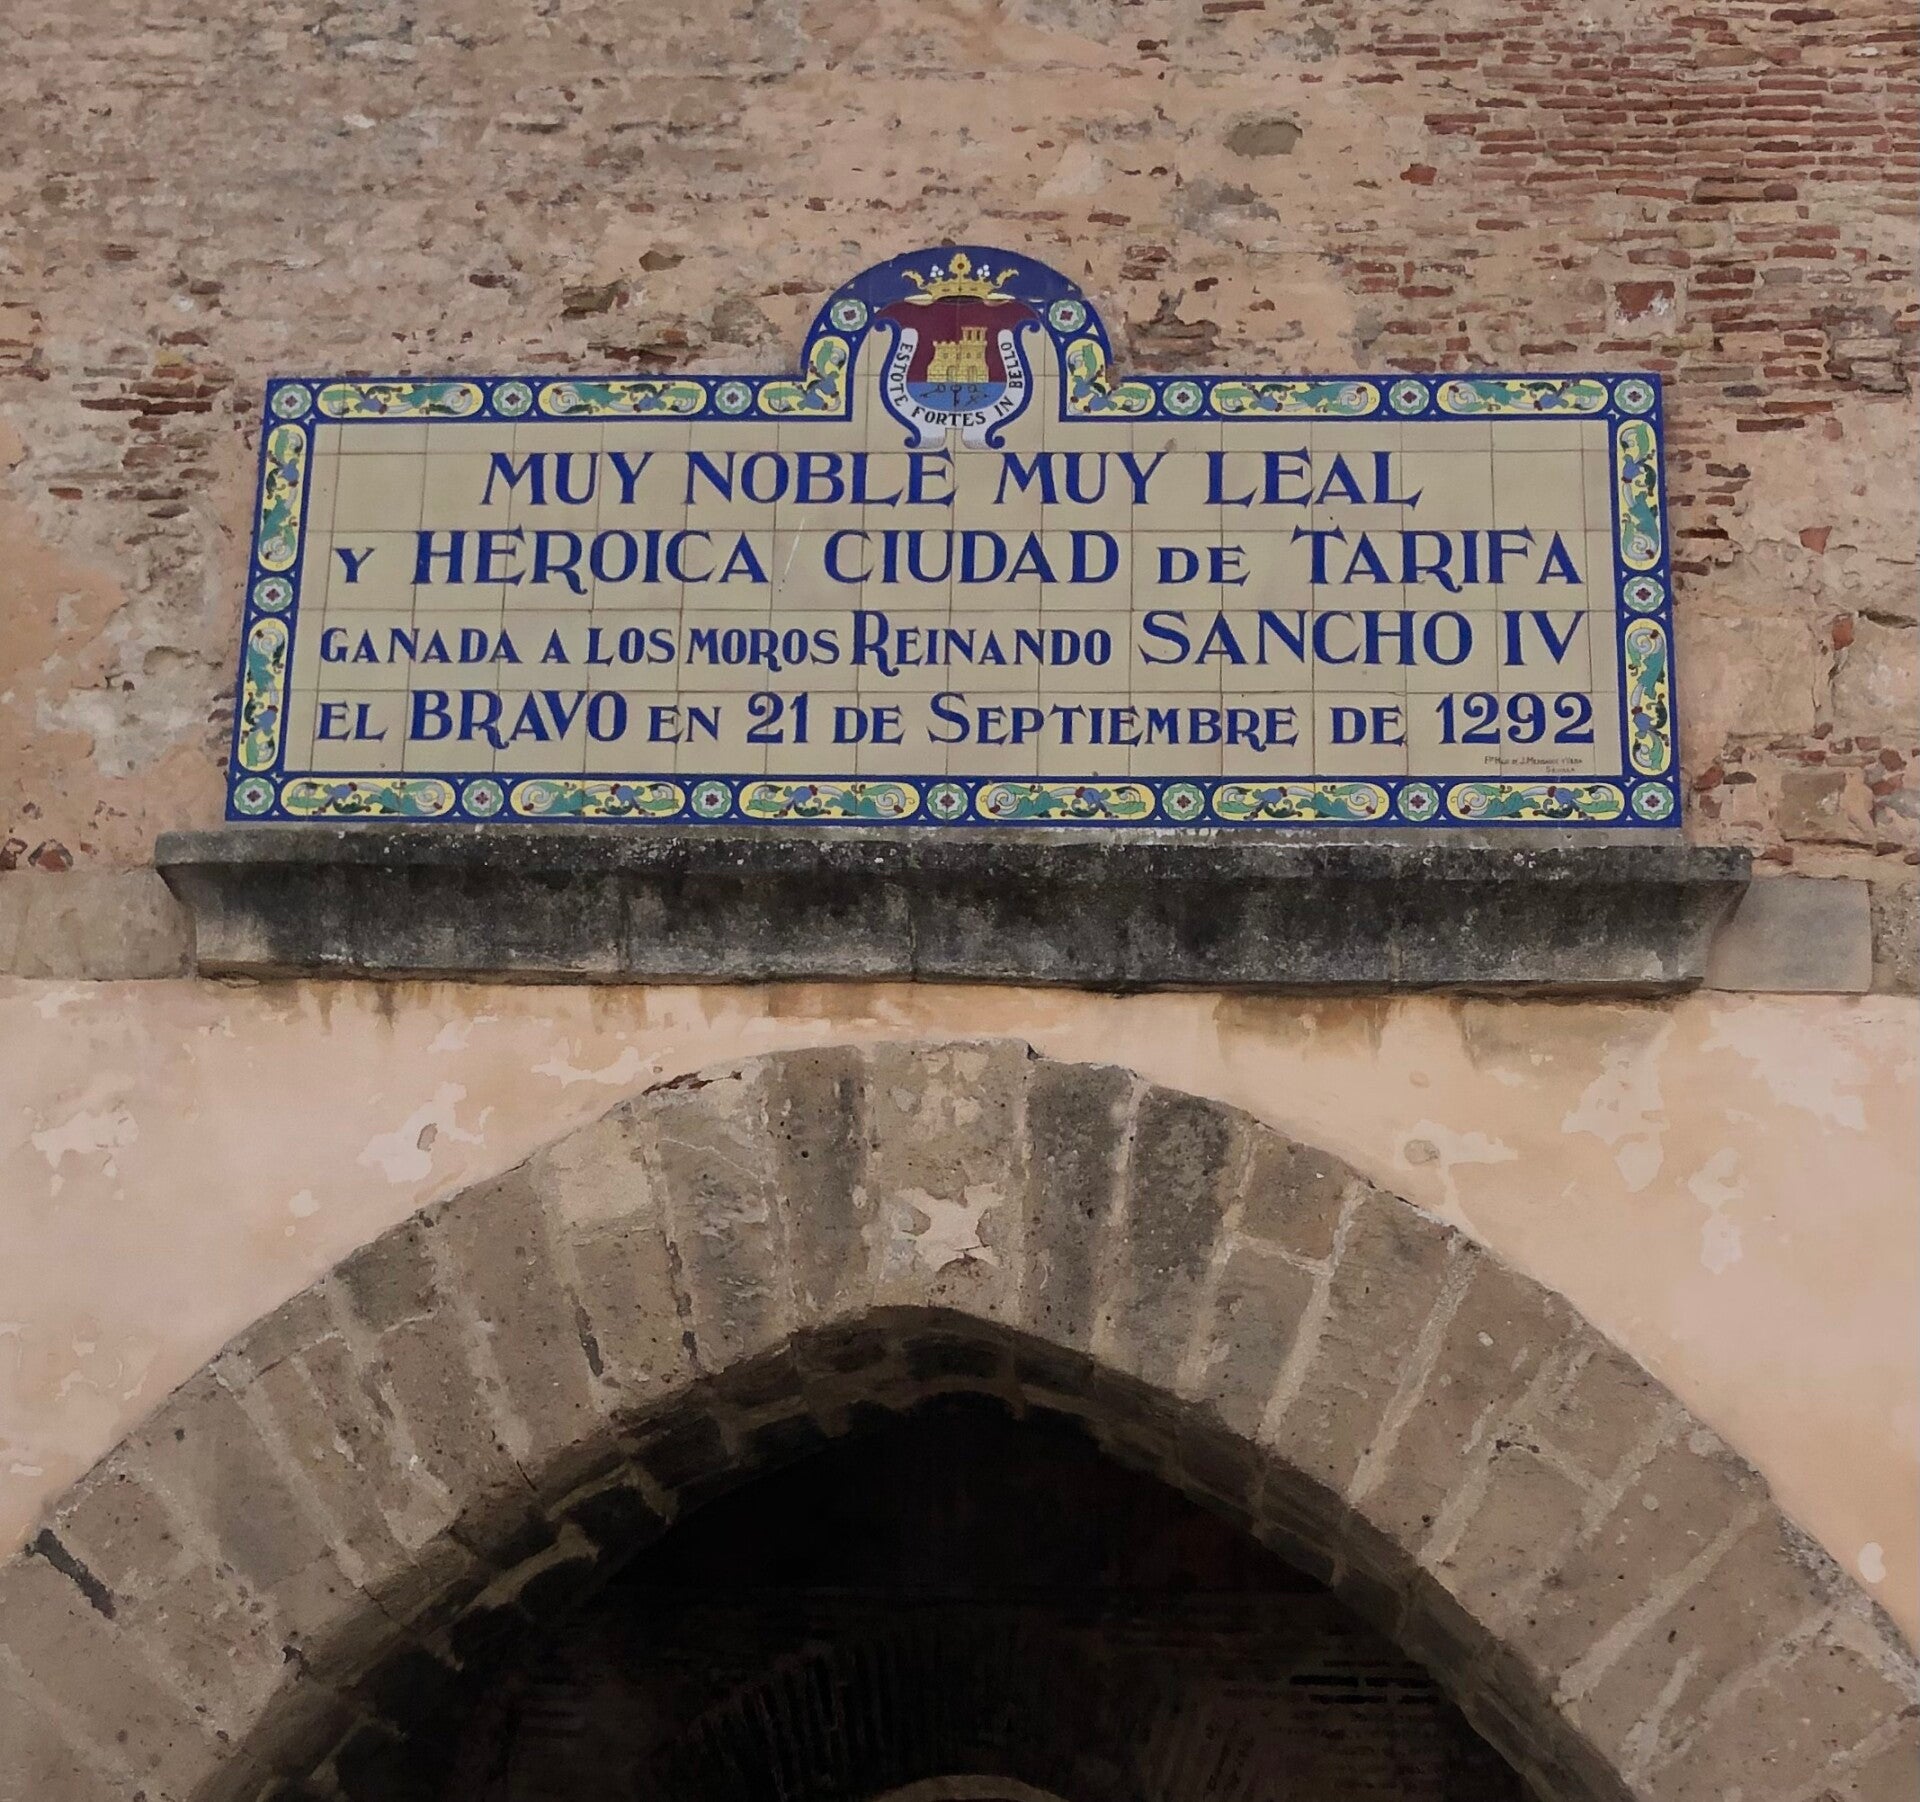 ESTOTE FORTES IN BELLO
MUY NOBLE MUY LEAL
Y HEROICA CIUDAD DE TARIFA
GANADA A LOS MOROS REINANDO SANCHO IV
EL BRAVO EN 21 DE SEPTIEMBRE DE 1292
SEVILLA